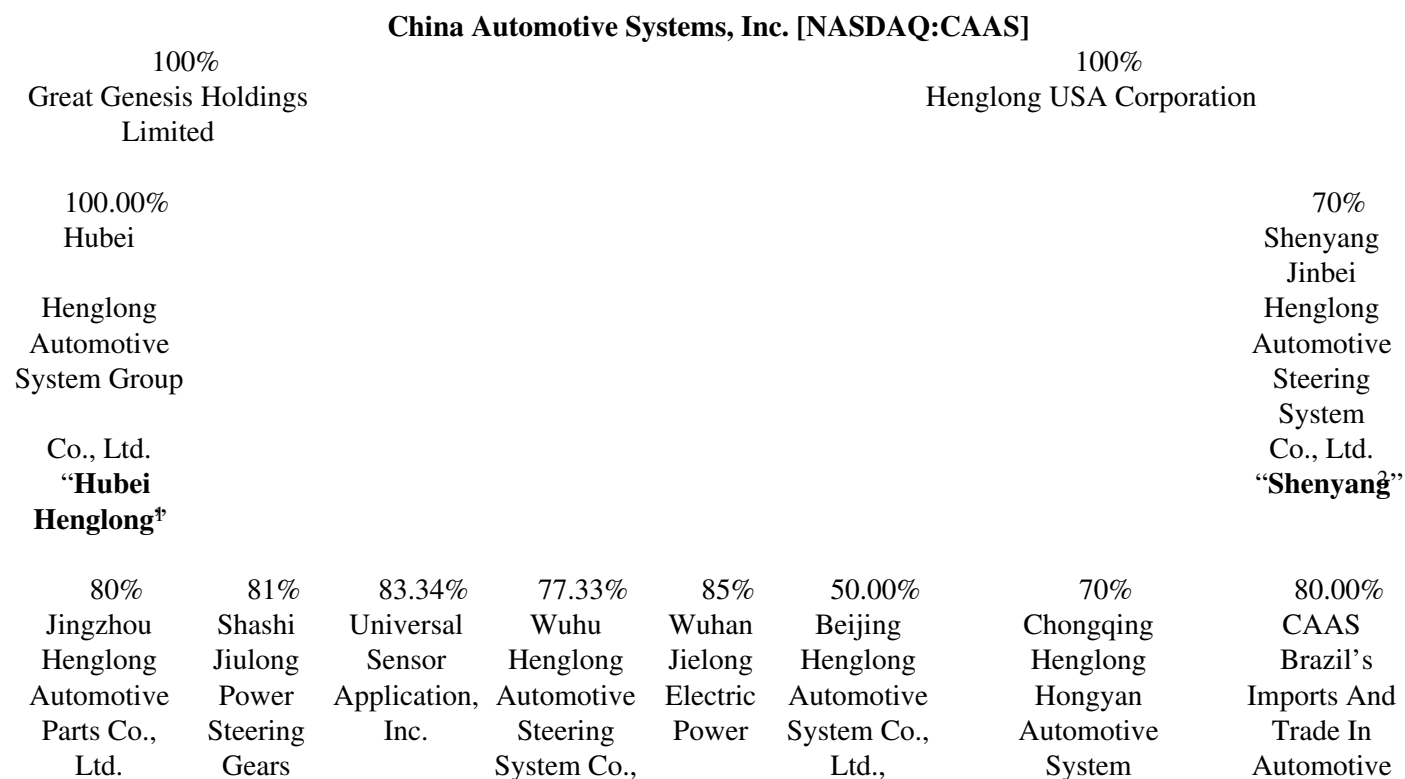 China Automotive Systems, Inc. [NASDAQ:CAAS]
100% 100%
Great Genesis Holdings Henglong USA Corporation
Limited
100.00% 70%
Hubei Shenyang
Jinbei
Henglong Henglong
Automotive Automotive
System Group Steering
System
Co., Ltd. Co., Ltd.
“Hubei “Shenyang2”
Henglong1”
80% 81% 83.34% 77.33% 85% 50.00% 70% 80.00%
Jingzhou Shashi Universal Wuhu Wuhan Beijing Chongqing CAAS
Henglong Jiulong Sensor Henglong Jielong Henglong Henglong Brazil’s
Automotive Power Application, Automotive Electric Automotive Hongyan Imports And
Parts Co., Steering Inc. Steering Power System Co., Automotive Trade In
Ltd. Gears System Co., Ltd., System Automotive